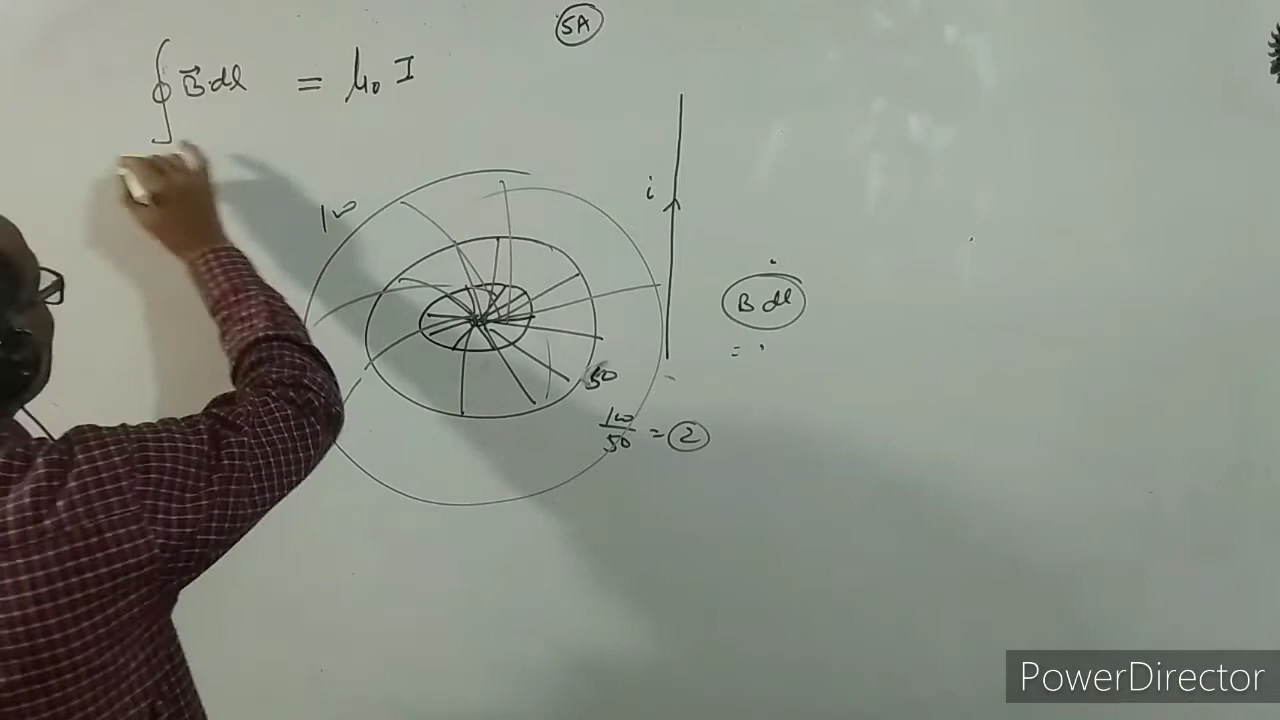 5A
∮ B⃗.dl = μ₀ I
i
100
B dl
=
50
100/50 = 2
PowerDirector